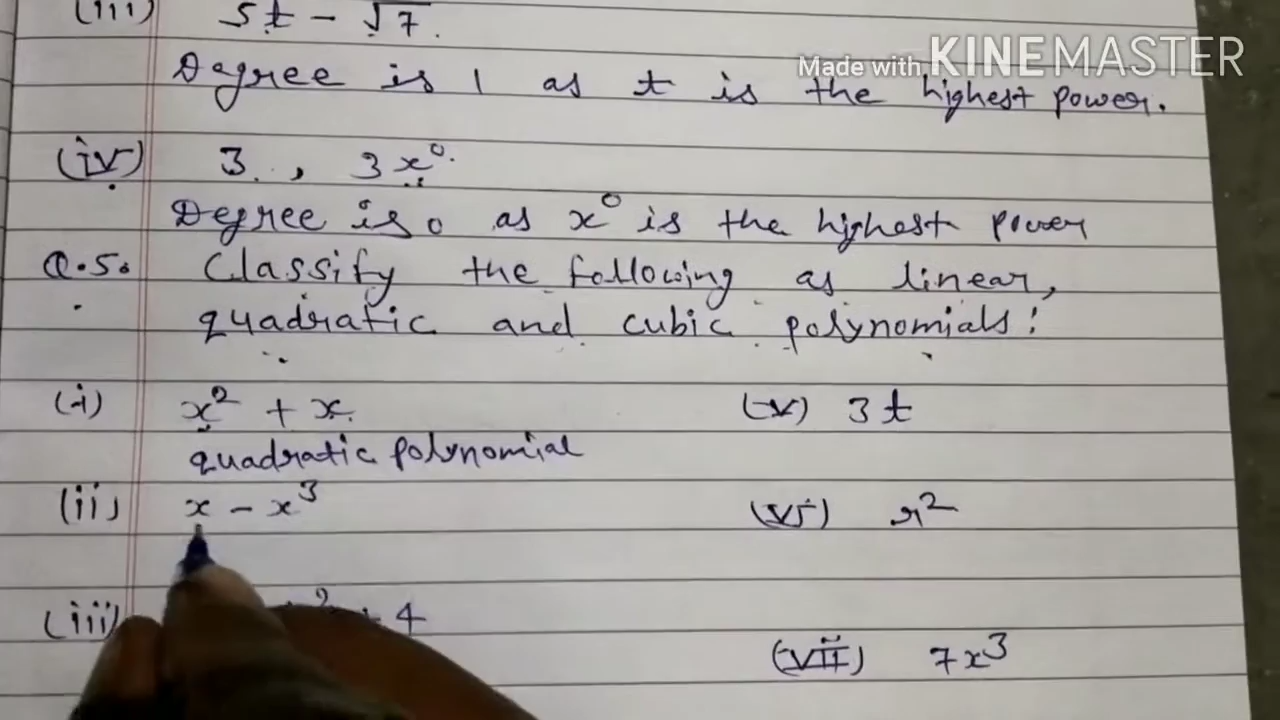 (iii) 5t - √7.
Made with KINEMASTER
Degree is 1 as t is the highest power.
(iv) 3 , 3x⁰.
Degree is 0 as x⁰ is the highest power
Q.5. Classify the following as linear,
quadratic and cubic polynomials:
(i) x² + x (v) 3t
quadratic polynomial
(ii) x - x³ (vi) r²
(iii) ² + 4
(vii) 7x³